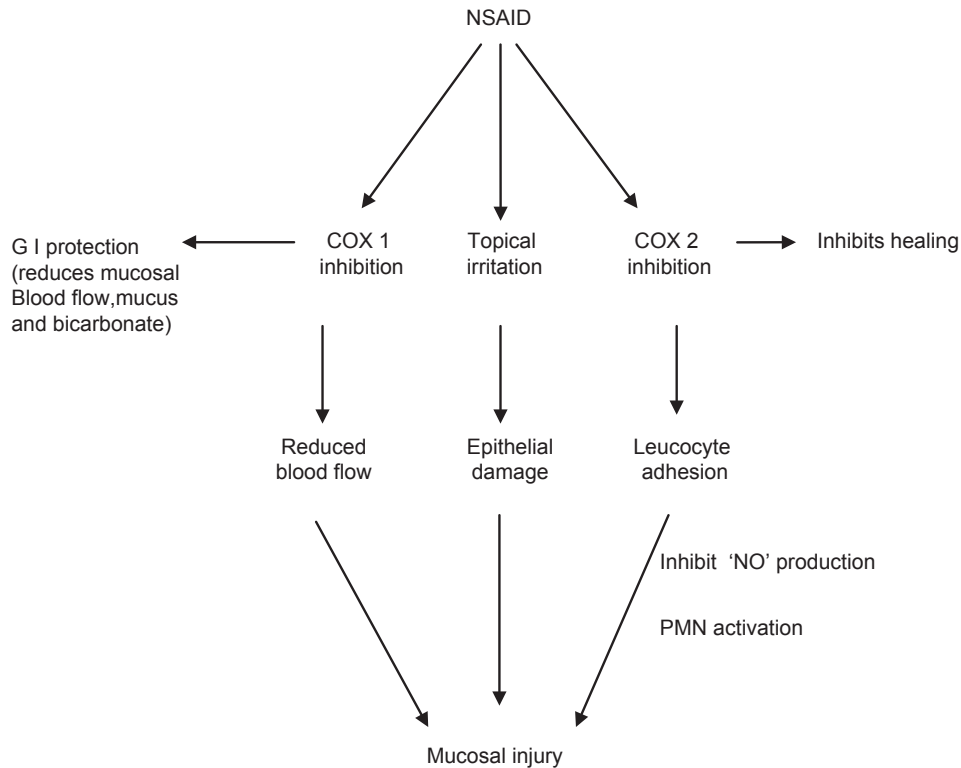 NSAID
G I protection
(reduces mucosal
Blood flow,mucus
and bicarbonate)
COX 1
inhibition
Topical
irritation
COX 2
inhibition
Inhibits healing
Reduced
blood flow
Epithelial
damage
Leucocyte
adhesion
Inhibit 'NO' production
PMN activation
Mucosal injury